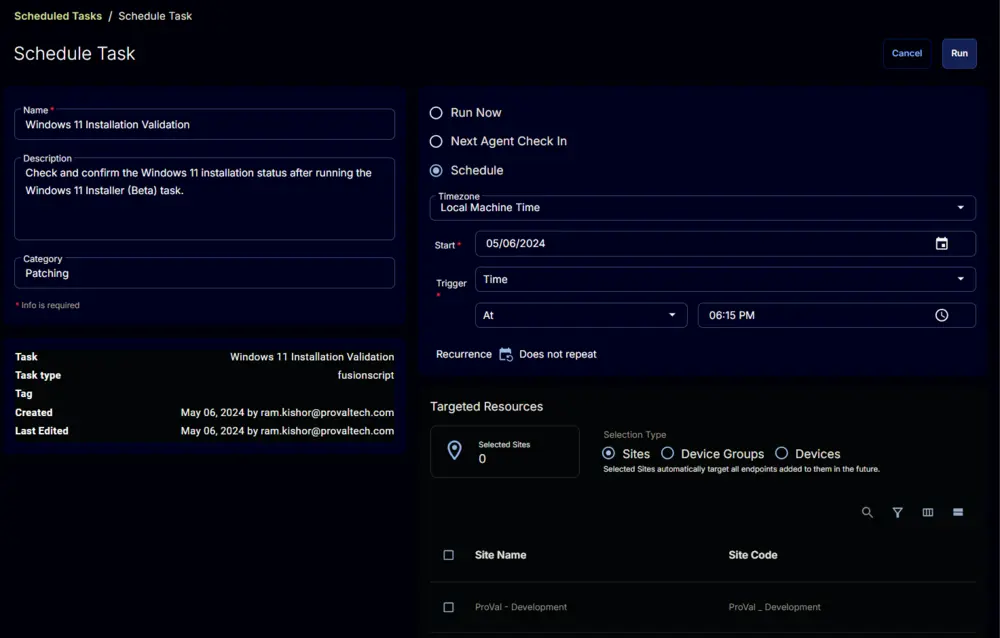 Scheduled Tasks / Schedule Task
Schedule Task
Cancel
Run
Name *
Windows 11 Installation Validation
Description
Check and confirm the Windows 11 installation status after running the
Windows 11 Installer (Beta) task.
Category
Patching
* Info is required
Task Windows 11 Installation Validation
Task type fusionscript
Tag
Created May 06, 2024 by ram.kishor@provaltech.com
Last Edited May 06, 2024 by ram.kishor@provaltech.com
Run Now
Next Agent Check In
Schedule
Timezone
Local Machine Time
Start * 05/06/2024
Trigger * Time
At 06:15 PM
Recurrence Does not repeat
Targeted Resources
Selected Sites
0
Selection Type
Sites Device Groups Devices
Selected Sites automatically target all endpoints added to them in the future.
Site Name Site Code
ProVal - Development ProVal _ Development